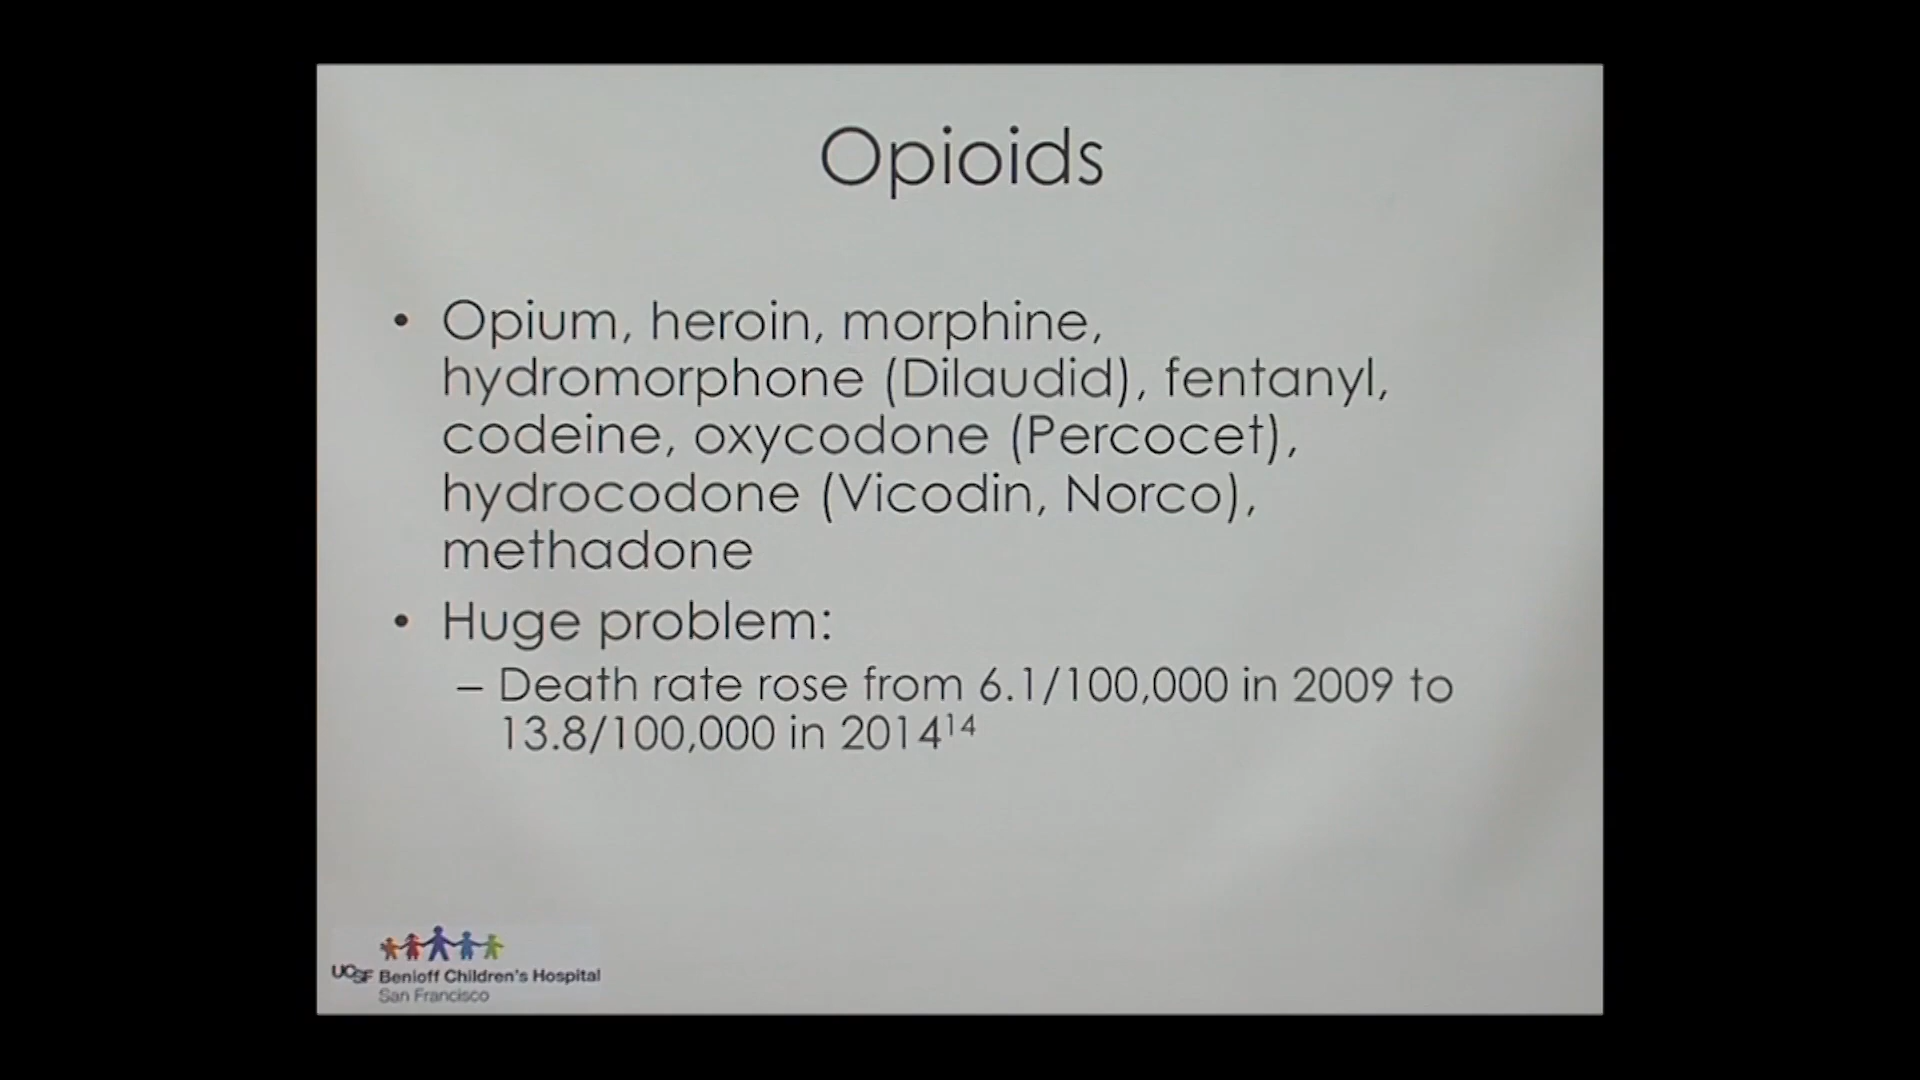 Opioids
• Opium, heroin, morphine,
hydromorphone (Dilaudid), fentanyl,
codeine, oxycodone (Percocet),
hydrocodone (Vicodin, Norco),
methadone
• Huge problem:
– Death rate rose from 6.1/100,000 in 2009 to
13.8/100,000 in 2014¹⁴
UCSF Benioff Children's Hospital
San Francisco